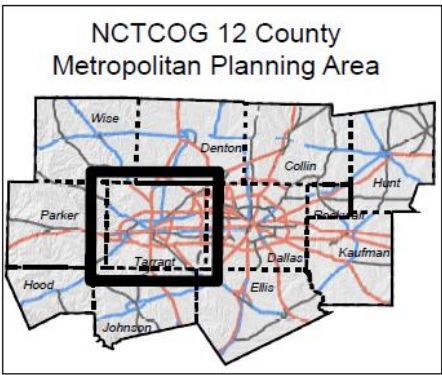 NCTCOG 12 County
Metropolitan Planning Area
Wise
Denton
Collin
Hunt
Parker
Rockwall
Tarrant
Dallas
Kaufman
Hood
Ellis
Johnson